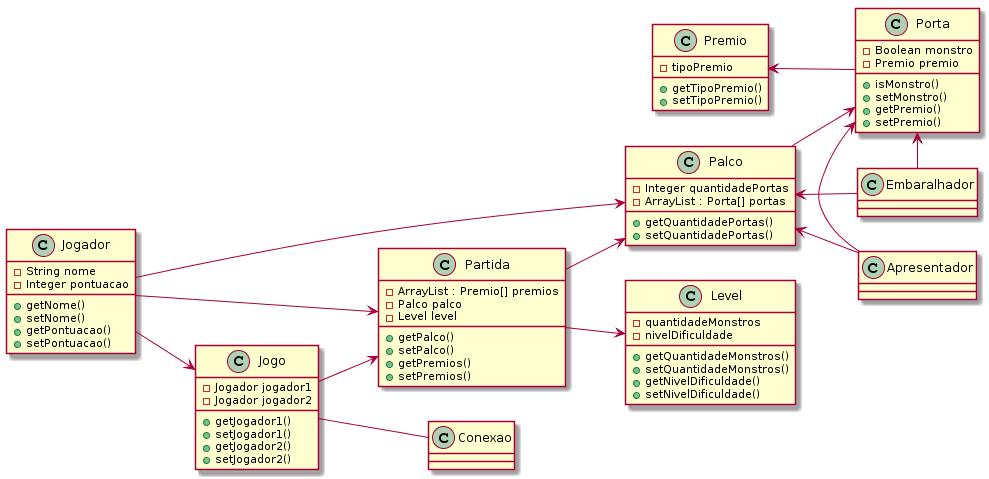 C Jogador
String nome
Integer pontuacao
getNome()
setNome()
getPontuacao()
setPontuacao()
C Jogo
Jogador jogador1
Jogador jogador2
getJogador1()
setJogador1()
getJogador2()
setJogador2()
C Partida
ArrayList : Premio[] premios
Palco palco
Level level
getPalco()
setPalco()
getPremios()
setPremios()
C Conexao
C Premio
tipoPremio
getTipoPremio()
setTipoPremio()
C Palco
Integer quantidadePortas
ArrayList : Porta[] portas
getQuantidadePortas()
setQuantidadePortas()
C Level
quantidadeMonstros
nivelDificuldade
getQuantidadeMonstros()
setQuantidadeMonstros()
getNivelDificuldade()
setNivelDificuldade()
C Porta
Boolean monstro
Premio premio
isMonstro()
setMonstro()
getPremio()
setPremio()
C Embaralhador
C Apresentador